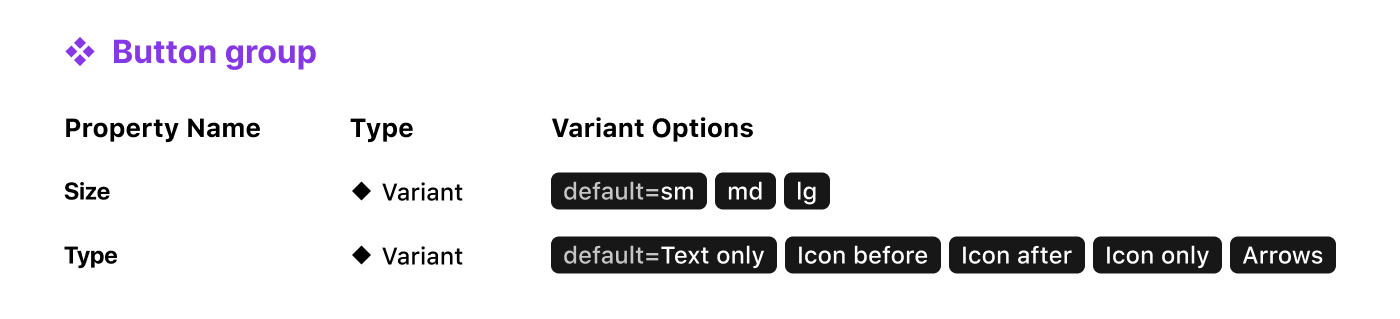 Button group
Property Name Type Variant Options
Size Variant default=sm md lg
Type Variant default=Text only Icon before Icon after Icon only Arrows